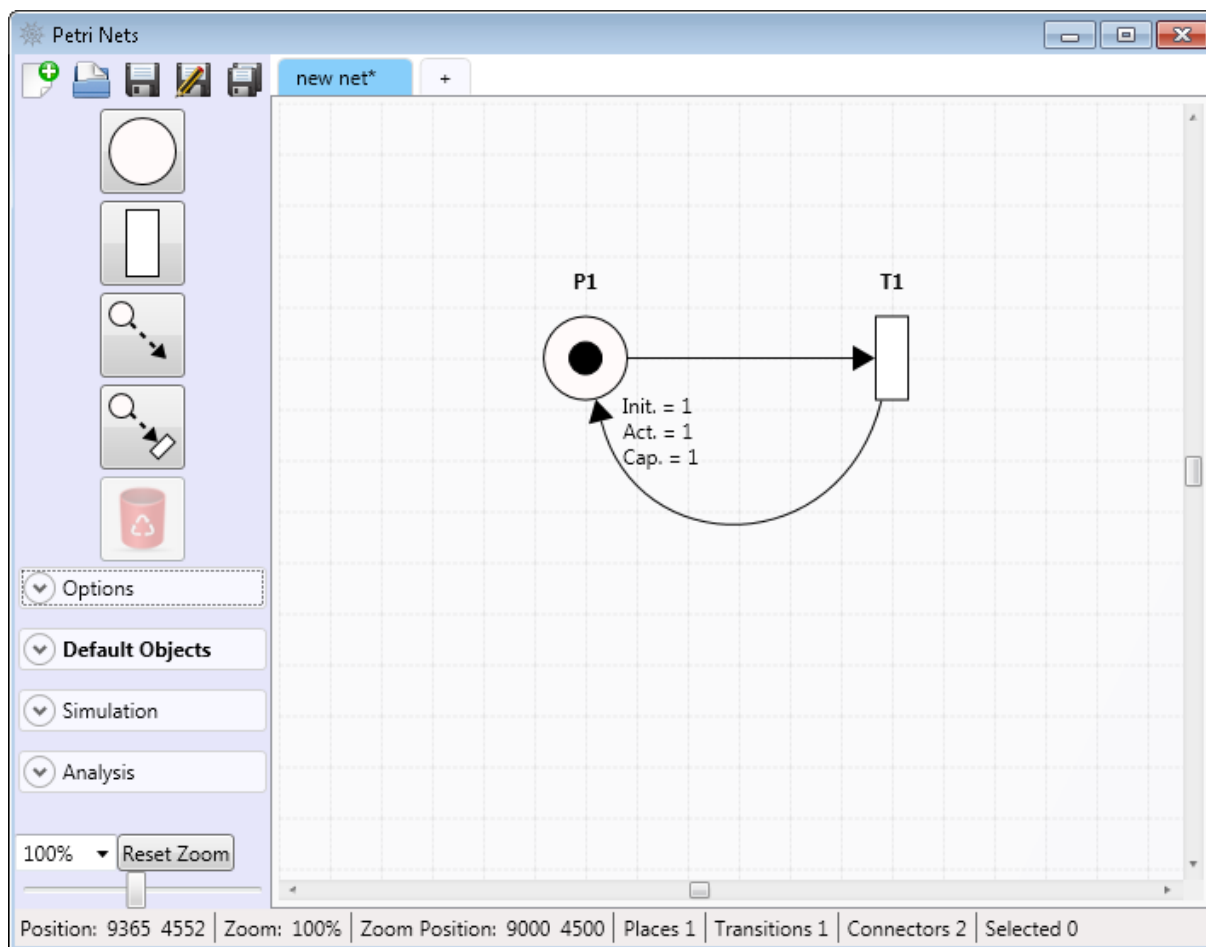 Petri Nets
new net*
+
P1
T1
Init. = 1
Act. = 1
Cap. = 1
Options
Default Objects
Simulation
Analysis
100%
Reset Zoom
Position: 9365 4552 Zoom: 100% Zoom Position: 9000 4500 Places 1 Transitions 1 Connectors 2 Selected 0